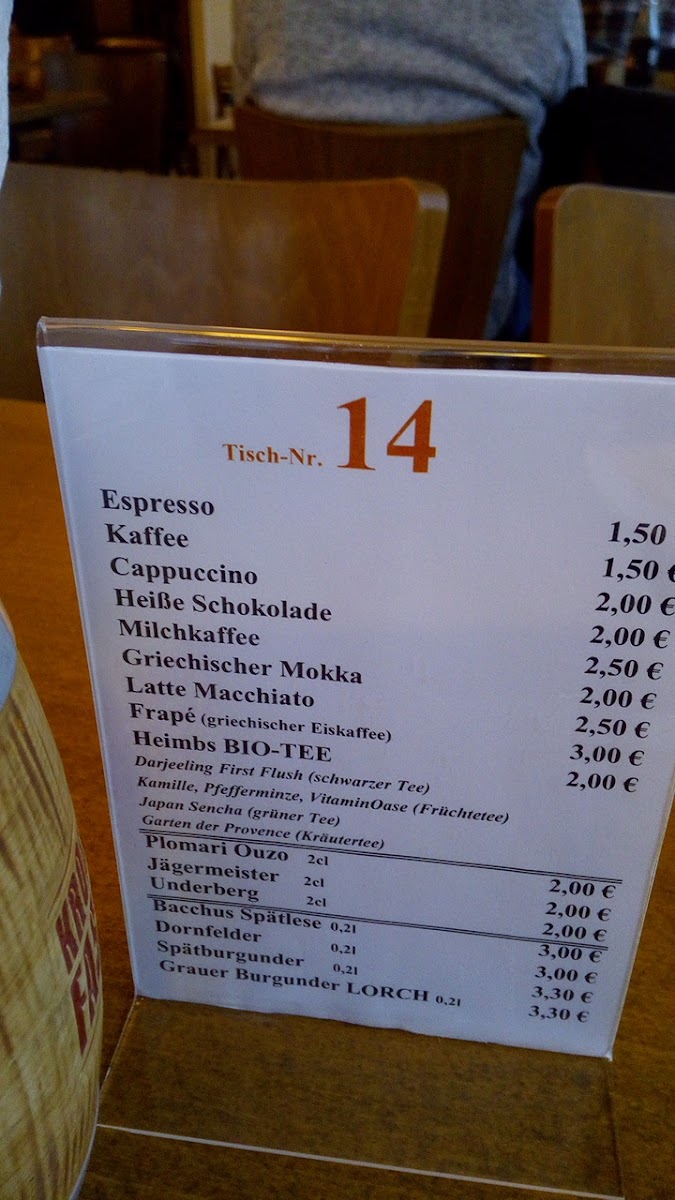 Tisch-Nr. 14
Espresso 1,50
Kaffee 1,50 €
Cappuccino 2,00 €
Heiße Schokolade 2,00 €
Milchkaffee 2,50 €
Griechischer Mokka 2,00 €
Latte Macchiato 2,50 €
Frapé (griechischer Eiskaffee) 3,00 €
Heimbs BIO-TEE 2,00 €
Darjeeling First Flush (schwarzer Tee)
Kamille, Pfefferminze, VitaminOase (Früchtetee)
Japan Sencha (grüner Tee)
Garten der Provence (Kräutertee)
Plomari Ouzo 2cl 2,00 €
Jägermeister 2cl 2,00 €
Underberg 2cl 2,00 €
Bacchus Spätlese 0,2l 3,00 €
Dornfelder 0,2l 3,00 €
Spätburgunder 0,2l 3,30 €
Grauer Burgunder LORCH 0,2l 3,30 €